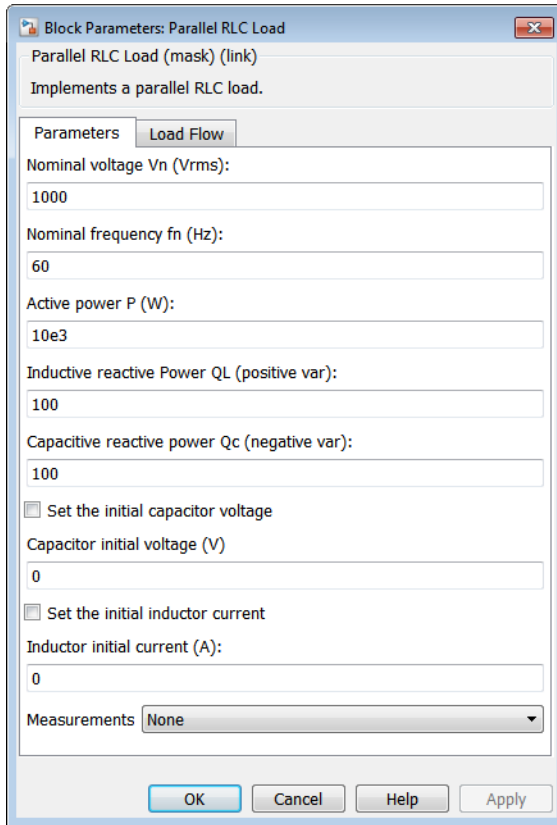 Block Parameters: Parallel RLC Load
Parallel RLC Load (mask) (link)
Implements a parallel RLC load.
Parameters Load Flow
Nominal voltage Vn (Vrms):
1000
Nominal frequency fn (Hz):
60
Active power P (W):
10e3
Inductive reactive Power QL (positive var):
100
Capacitive reactive power Qc (negative var):
100
Set the initial capacitor voltage
Capacitor initial voltage (V)
0
Set the initial inductor current
Inductor initial current (A):
0
Measurements None
OK Cancel Help Apply